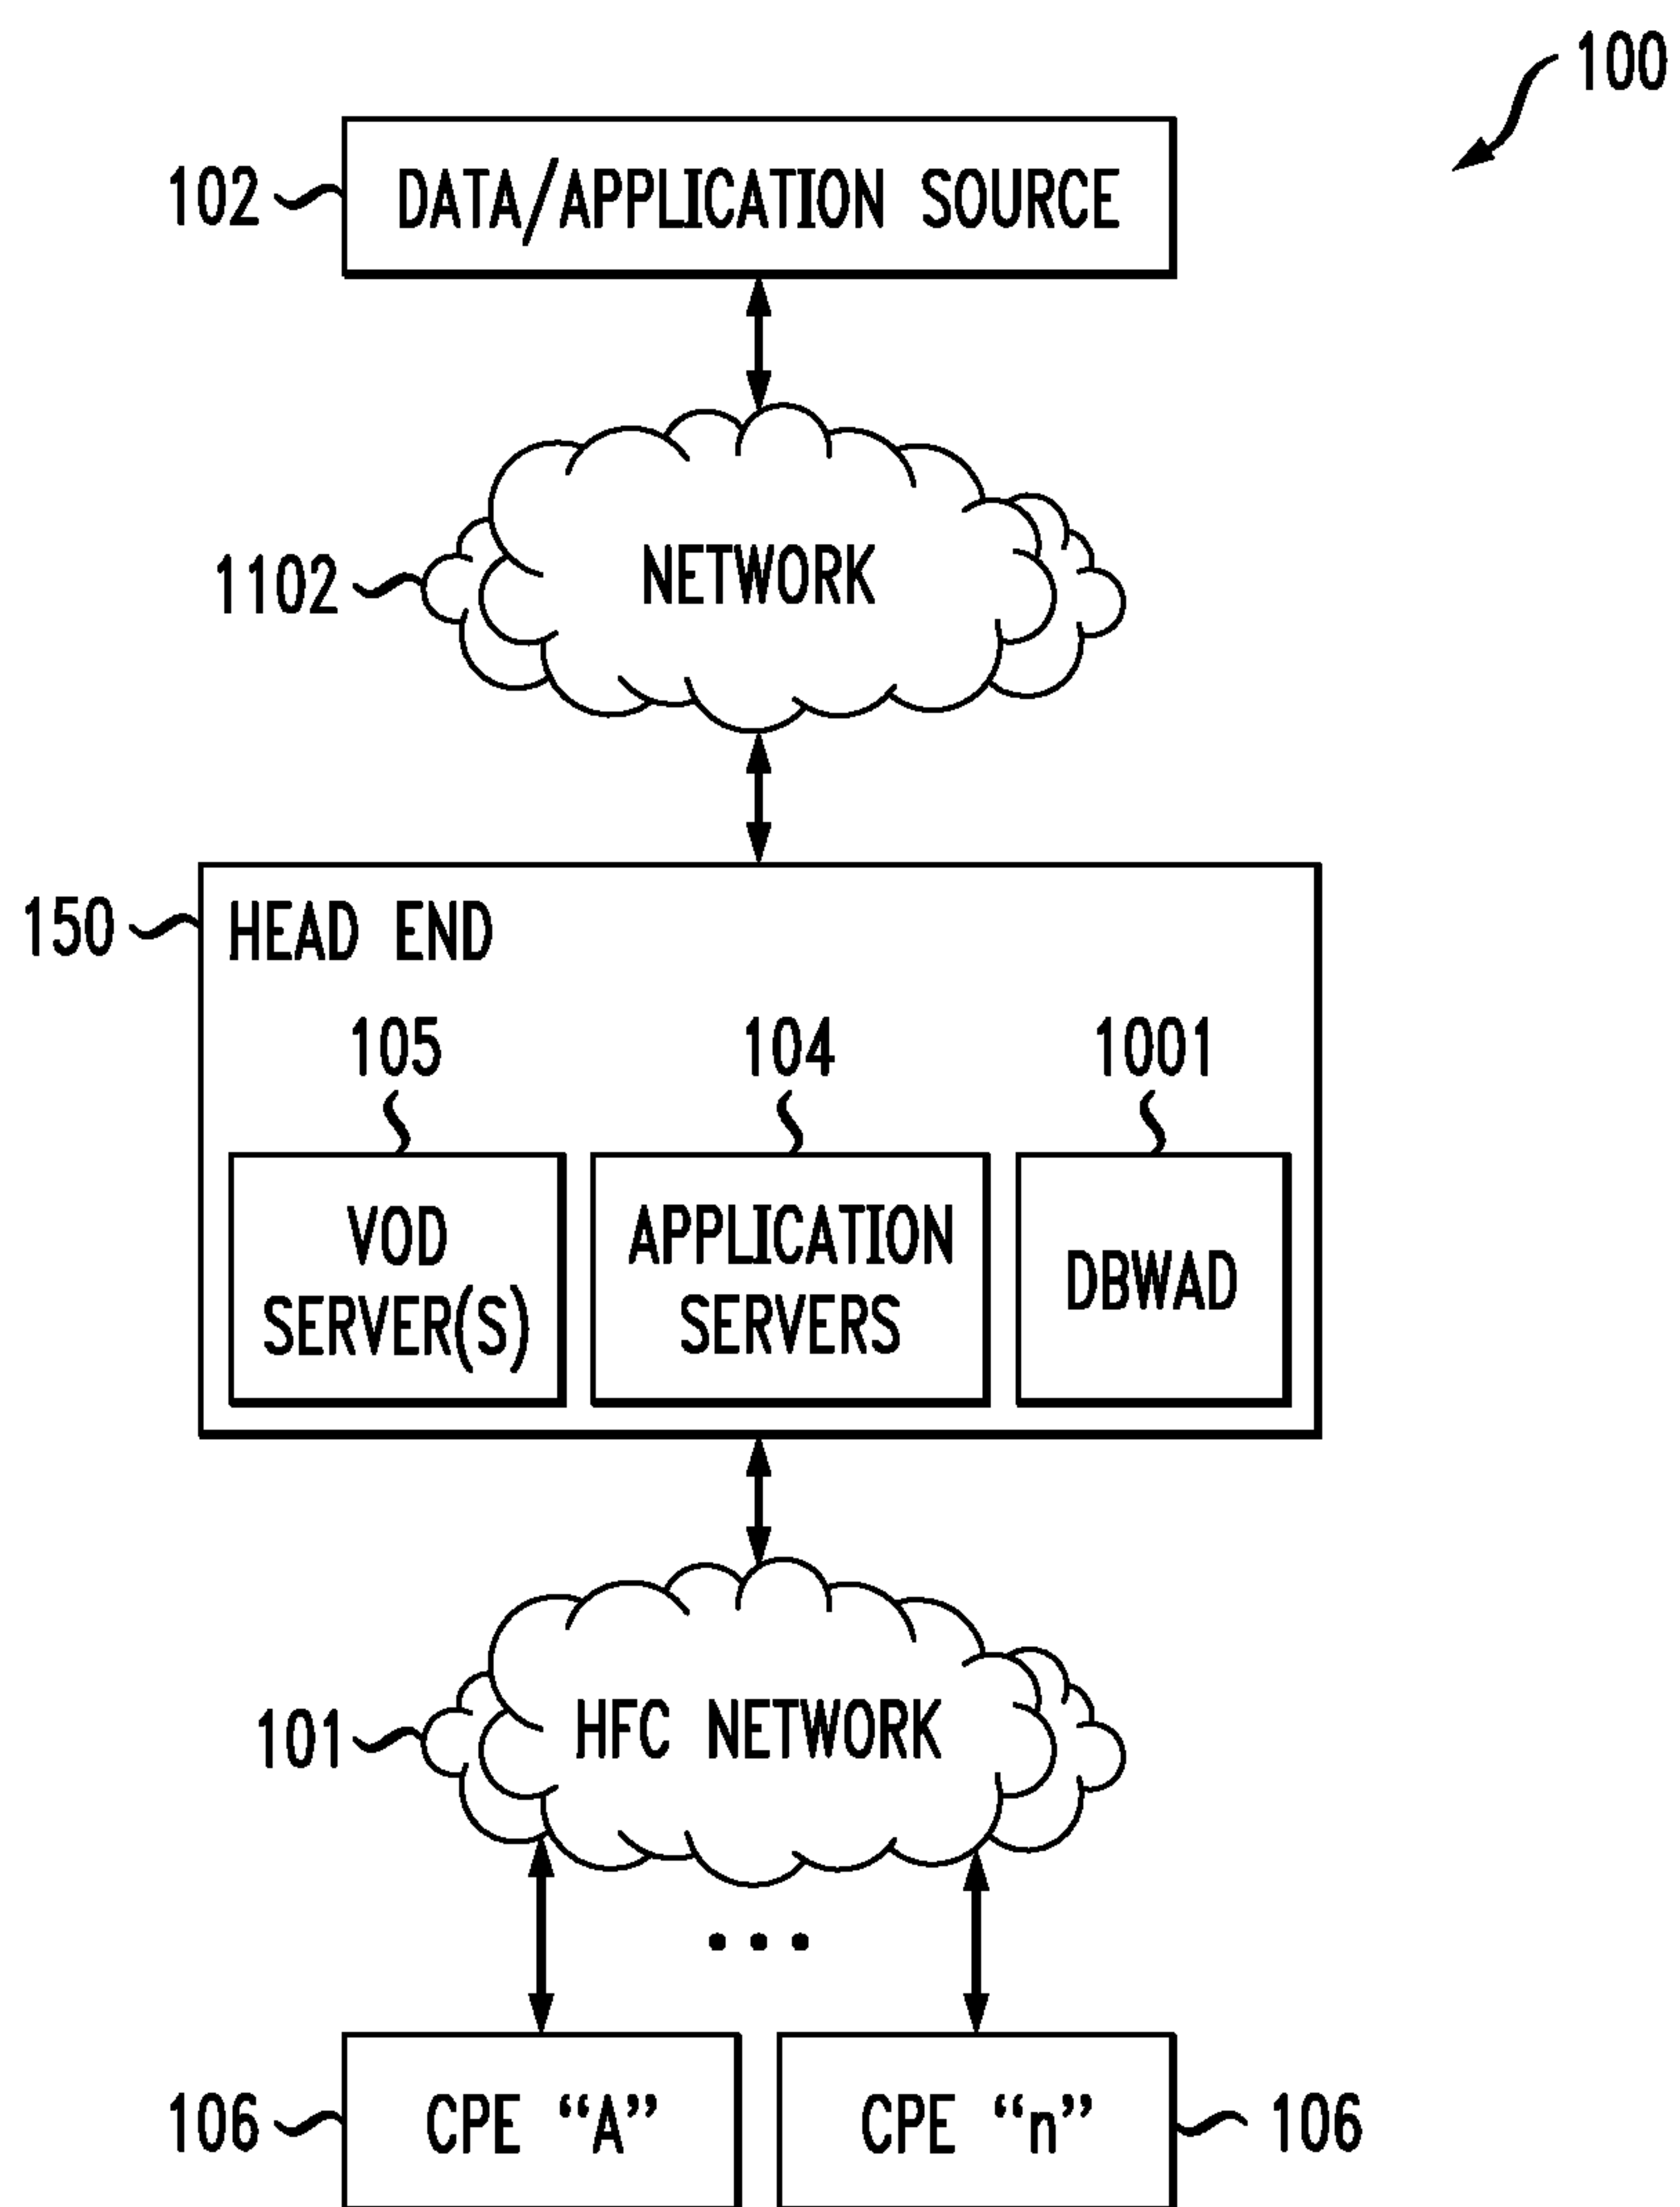 100
102
DATA/APPLICATION SOURCE
1102
NETWORK
150
HEAD END
105
104
1001
VOD
SERVER(S)
APPLICATION
SERVERS
DBWAD
101
HFC NETWORK
...
106
CPE “A”
CPE “n”
106